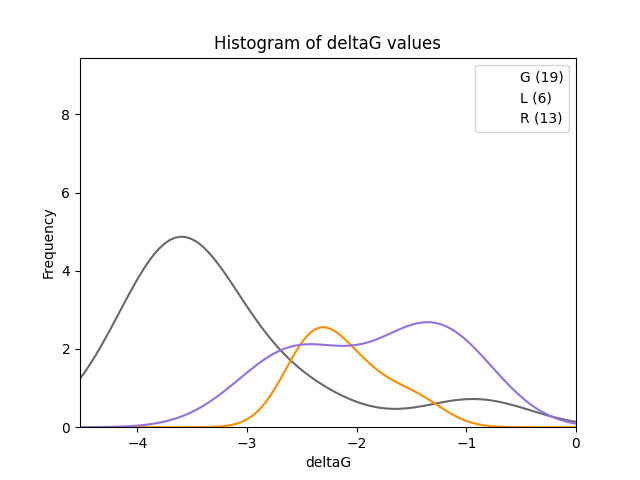 Histogram of deltaG values
G (19)
L (6)
R (13)
Frequency
8
6
4
2
0
−4
−3
−2
−1
0
deltaG